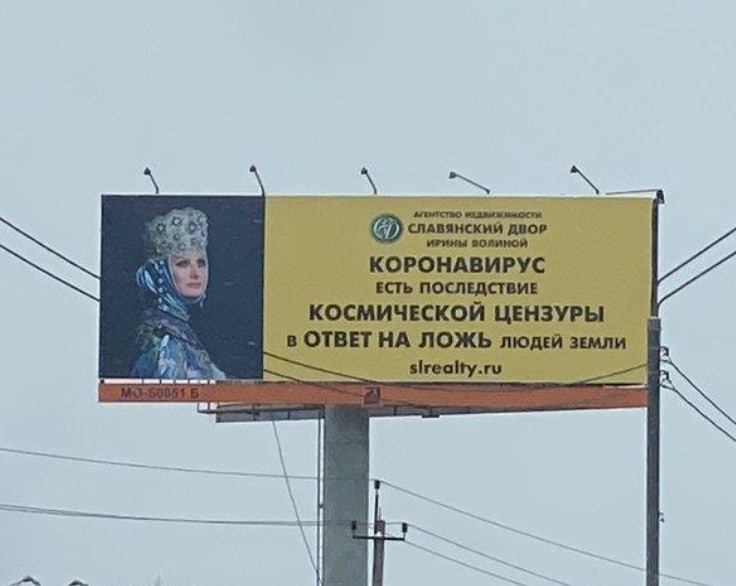 АГЕНТСТВО НЕДВИЖИМОСТИ
СЛАВЯНСКИЙ ДВОР
ИРИНЫ ВОЛИНОЙ
КОРОНАВИРУС
ЕСТЬ ПОСЛЕДСТВИЕ
КОСМИЧЕСКОЙ ЦЕНЗУРЫ
В ОТВЕТ НА ЛОЖЬ ЛЮДЕЙ ЗЕМЛИ
slrealty.ru